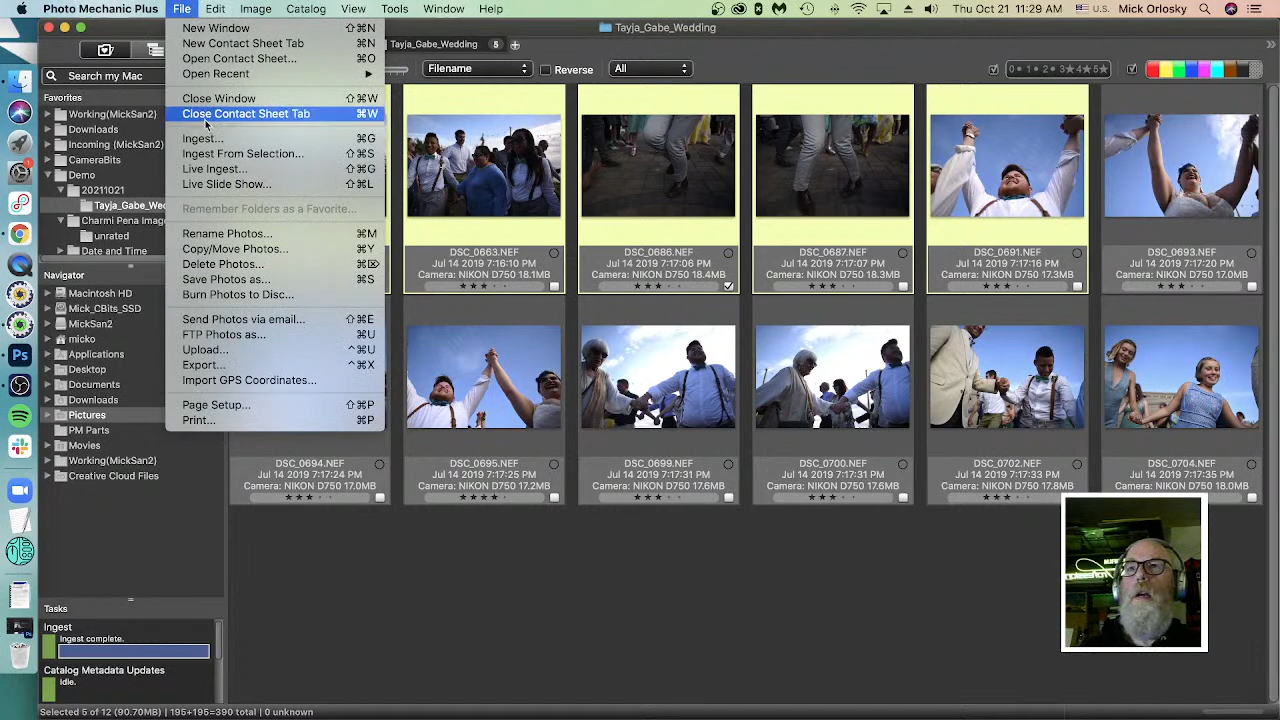 Photo Mechanic Plus File Edit Image Catalog View Tools Window Help U.S. Thu Oct 21 11:29 AM Mick Orlosky
Tayja_Gabe_Wedding
Tayja_Gabe_Wedding 5
Search my Mac
Filename Reverse All 0 1 2 3 4 5
Favorites
Working(MickSan2)
Downloads
Incoming (MickSan2)
CameraBits
Demo
20211021
Tayja_Gabe_Wed
Charmi Pena Imag
unrated
Date and Time
Navigator
Macintosh HD
Mick_CBits_SSD
MickSan2
micko
Applications
Desktop
Documents
Downloads
Pictures
PM Parts
Movies
Working(MickSan2)
Creative Cloud Files
Tasks
Ingest
Ingest complete.
Catalog Metadata Updates
Idle.
New Window ⇧⌘N
New Contact Sheet Tab ⌘N
Open Contact Sheet... ⌘O
Open Recent
Close Window ⇧⌘W
Close Contact Sheet Tab ⌘W
Ingest... ⌘G
Ingest From Selection... ⇧⌘S
Live Ingest... ⇧⌘G
Live Slide Show... ⇧⌘L
Remember Folders as a Favorite...
Rename Photos... ⌘M
Copy/Move Photos... ⌘Y
Delete Photos... ⌘⌦
Save Photos as... ⌘S
Burn Photos to Disc...
Send Photos via email... ⇧⌘E
FTP Photos as... ⌘U
Upload... ^⌘U
Export... ^⌘X
Import GPS Coordinates...
Page Setup... ⇧⌘P
Print... ⌘P
DSC_0663.NEF
Jul 14 2019 7:16:10 PM
Camera: NIKON D750 18.1MB
DSC_0686.NEF
Jul 14 2019 7:17:06 PM
Camera: NIKON D750 18.4MB
DSC_0687.NEF
Jul 14 2019 7:17:07 PM
Camera: NIKON D750 18.3MB
DSC_0691.NEF
Jul 14 2019 7:17:16 PM
Camera: NIKON D750 17.3MB
DSC_0693.NEF
Jul 14 2019 7:17:20 PM
Camera: NIKON D750 17.0MB
DSC_0694.NEF
Jul 14 2019 7:17:24 PM
Camera: NIKON D750 17.0MB
DSC_0695.NEF
Jul 14 2019 7:17:25 PM
Camera: NIKON D750 17.2MB
DSC_0699.NEF
Jul 14 2019 7:17:31 PM
Camera: NIKON D750 17.6MB
DSC_0700.NEF
Jul 14 2019 7:17:31 PM
Camera: NIKON D750 17.6MB
DSC_0702.NEF
Jul 14 2019 7:17:33 PM
Camera: NIKON D750 17.8MB
DSC_0704.NEF
Jul 14 2019 7:17:35 PM
Camera: NIKON D750 18.0MB
Selected 5 of 12 (90.70MB) | 195+195=390 total | 0 unknown